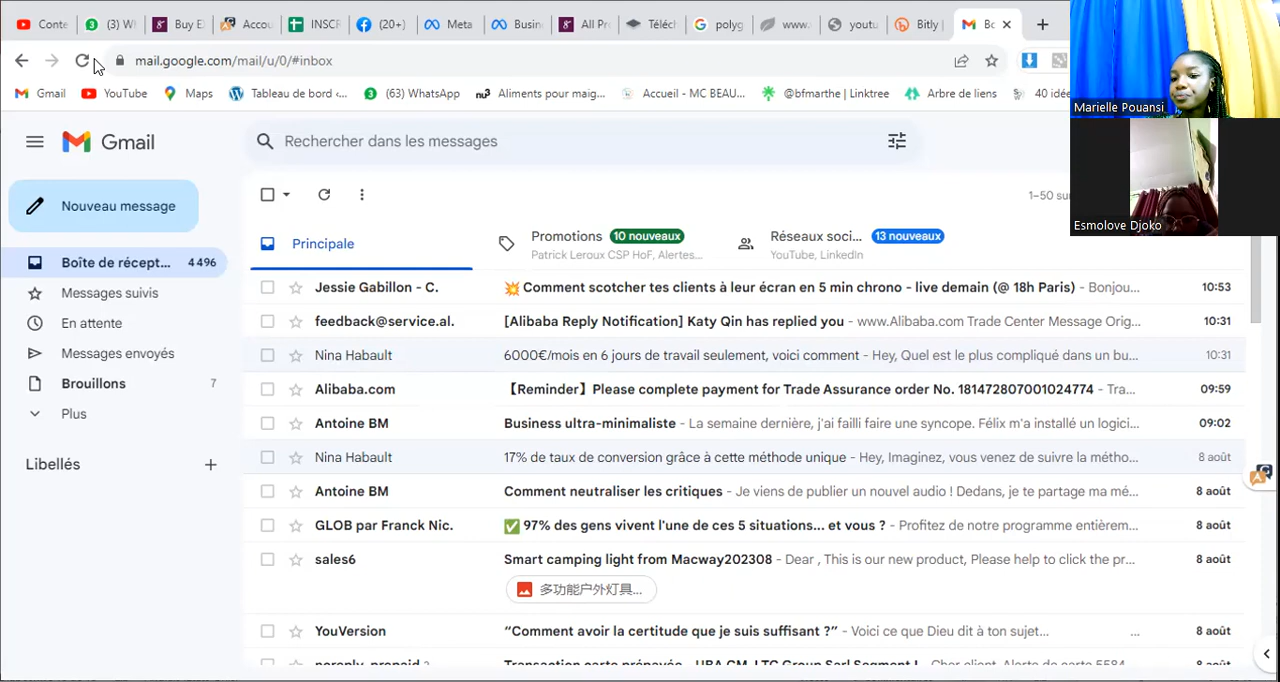 Conte (3) W Buy E Accou INSCR (20+) Meta Busin All Pr Téléch polyg www. youtu Bitly | Bc
mail.google.com/mail/u/0/#inbox
Gmail YouTube Maps Tableau de bord ‹... (63) WhatsApp Aliments pour maig... Accueil - MC BEAU... @bfmarthe | Linktree Arbre de liens 40 idée
Marielle Pouansi
Esmolove Djoko
Gmail
Rechercher dans les messages
Nouveau message
1–50 su
Principale
Promotions 10 nouveaux
Patrick Leroux CSP HoF, Alertes...
Réseaux soci... 13 nouveaux
YouTube, LinkedIn
Boîte de récept... 4 496
Messages suivis
En attente
Messages envoyés
Brouillons 7
Plus
Libellés
Jessie Gabillon - C. 💥 Comment scotcher tes clients à leur écran en 5 min chrono - live demain (@ 18h Paris) - Bonjou... 10:53
feedback@service.al. [Alibaba Reply Notification] Katy Qin has replied you - www.Alibaba.com Trade Center Message Orig... 10:31
Nina Habault 6000€/mois en 6 jours de travail seulement, voici comment - Hey, Quel est le plus compliqué dans un bu... 10:31
Alibaba.com 【Reminder】Please complete payment for Trade Assurance order No. 181472807001024774 - Tra... 09:59
Antoine BM Business ultra-minimaliste - La semaine dernière, j'ai failli faire une syncope. Félix m'a installé un logici... 09:02
Nina Habault 17% de taux de conversion grâce à cette méthode unique - Hey, Imaginez, vous venez de suivre la métho... 8 août
Antoine BM Comment neutraliser les critiques - Je viens de publier un nouvel audio ! Dedans, je te partage ma mé... 8 août
GLOB par Franck Nic. ✅ 97% des gens vivent l'une de ces 5 situations... et vous ? - Profitez de notre programme entièrem... 8 août
sales6 Smart camping light from Macway202308 - Dear , This is our new product, Please help to click the pr... 8 août
多功能户外灯具...
YouVersion “Comment avoir la certitude que je suis suffisant ?” - Voici ce que Dieu dit à ton sujet... ... 8 août